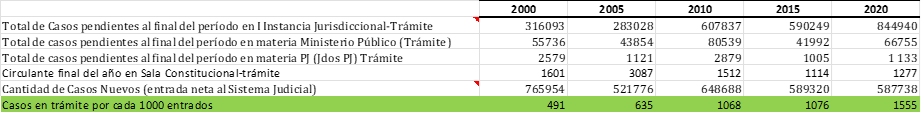 2000 2005 2010 2015 2020
Total de Casos pendientes al final del período en I Instancia Jurisdiccional-Trámite 316093 283028 607837 590249 844940
Total de casos pendientes al final del período en materia Ministerio Público (Trámite) 55736 43854 80539 41992 66755
Total de casos pendientes al final del período en materia PJ (Jdos PJ) Trámite 2579 1121 2879 1005 1 133
Circulante final del año en Sala Constitucional-trámite 1601 3087 1512 1114 1277
Cantidad de Casos Nuevos (entrada neta al Sistema Judicial) 765954 521776 648688 589320 587738
Casos en trámite por cada 1000 entrados 491 635 1068 1076 1555